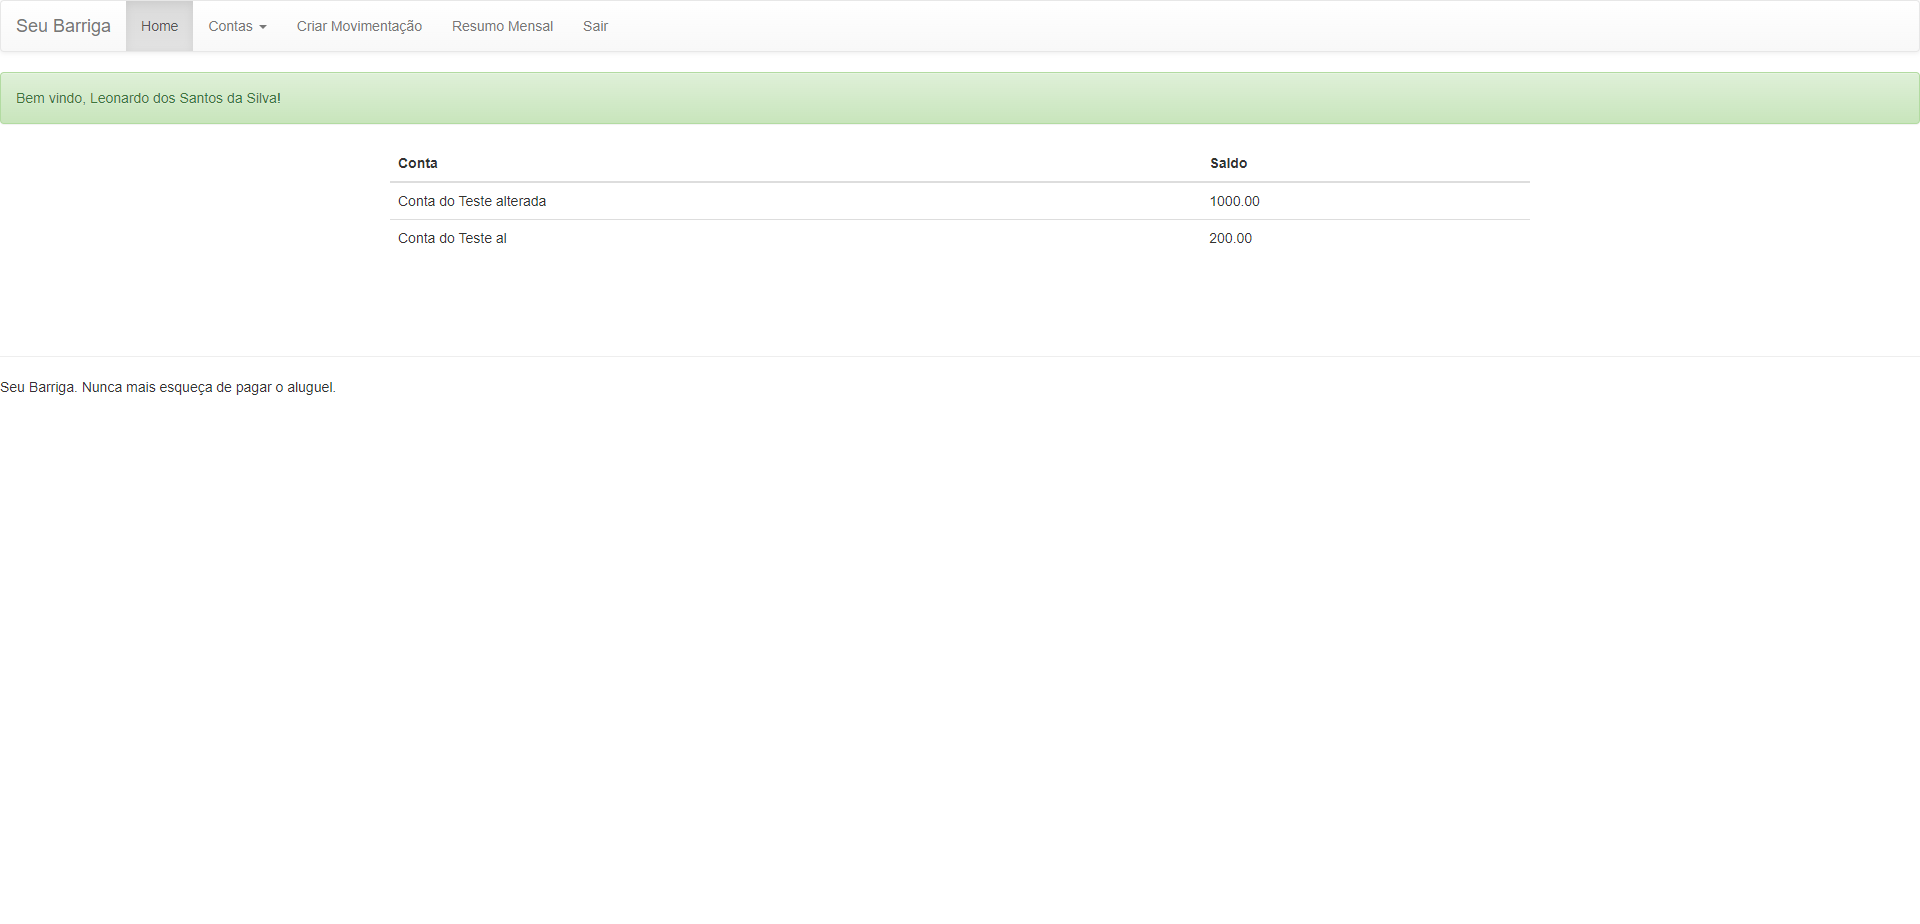 Seu Barriga Home Contas Criar Movimentação Resumo Mensal Sair
Bem vindo, Leonardo dos Santos da Silva!
Conta Saldo
Conta do Teste alterada 1000.00
Conta do Teste al 200.00
Seu Barriga. Nunca mais esqueça de pagar o aluguel.